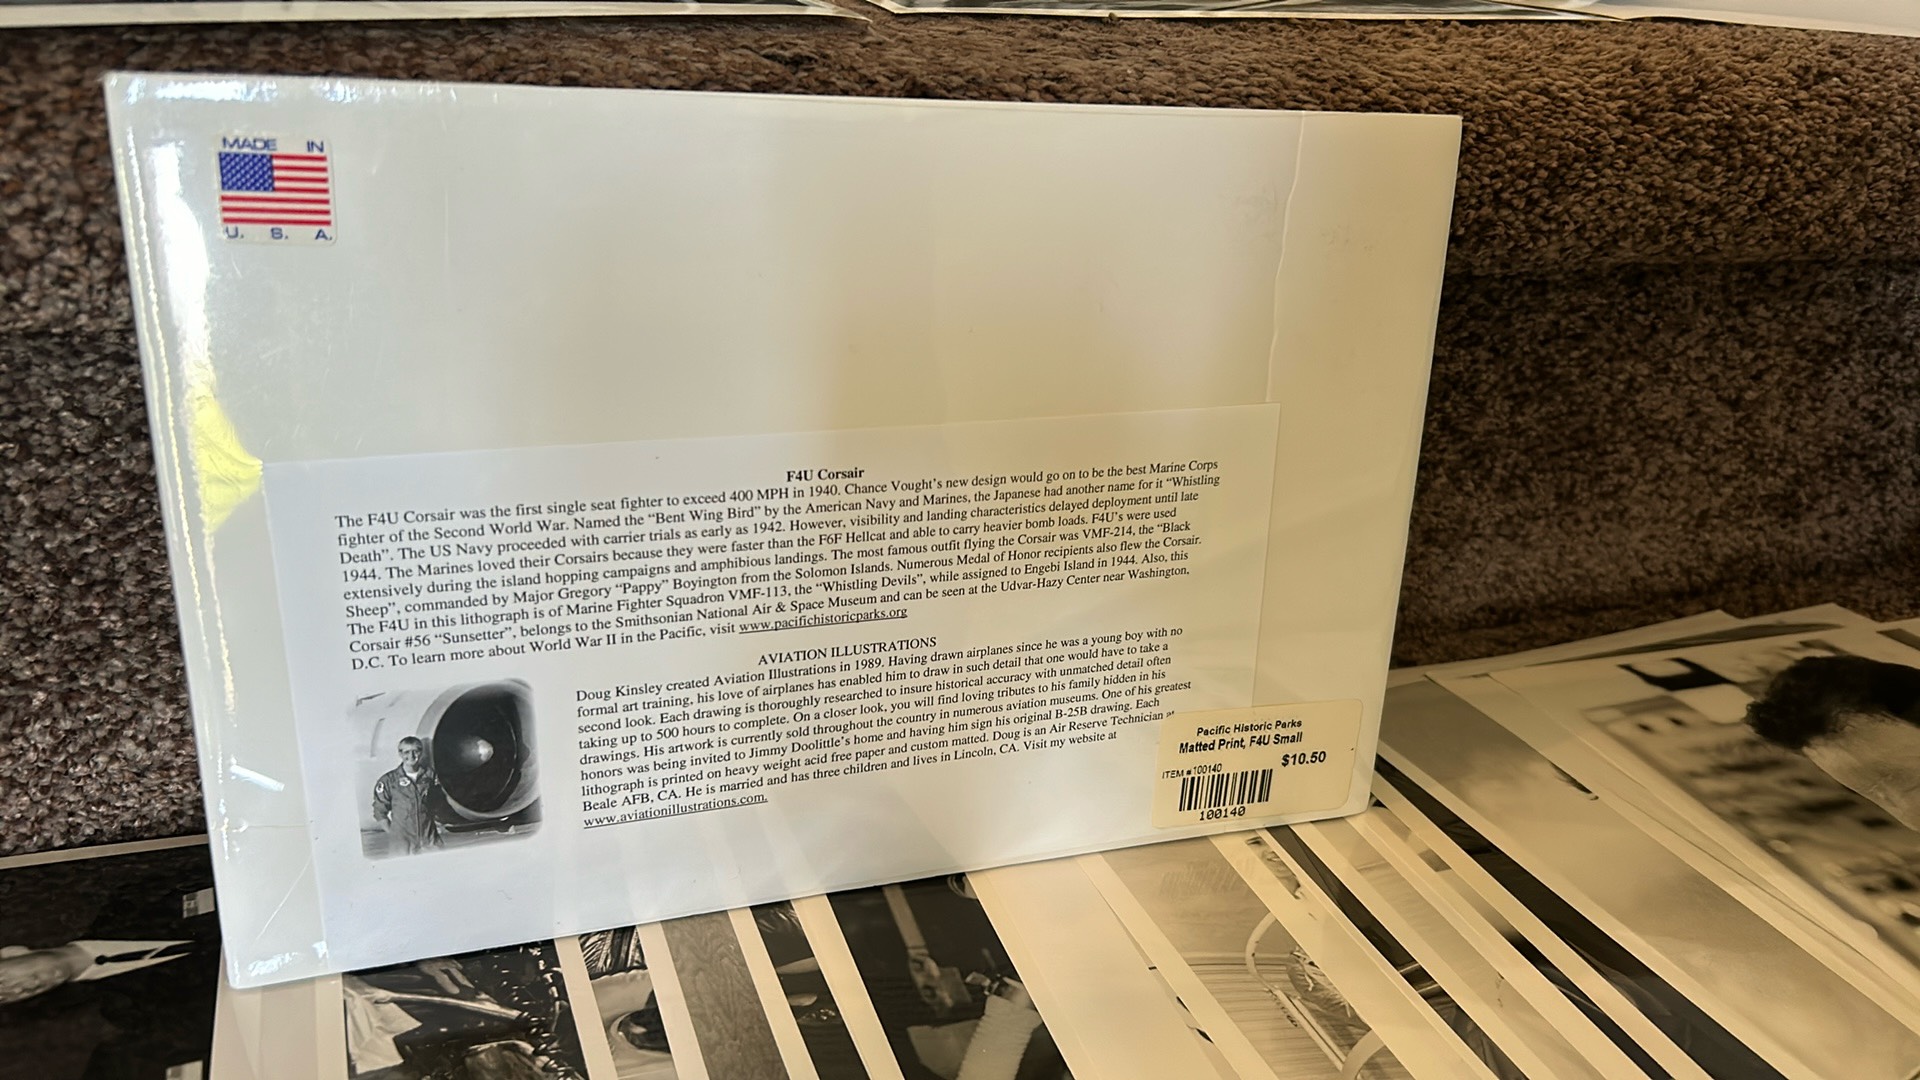 MADE IN
U. S. A.
F4U Corsair
The F4U Corsair was the first single seat fighter to exceed 400 MPH in 1940. Chance Vought's new design would go on to be the best Marine Corps
fighter of the Second World War. Named the “Bent Wing Bird” by the American Navy and Marines, the Japanese had another name for it “Whistling
Death”. The US Navy proceeded with carrier trials as early as 1942. However, visibility and landing characteristics delayed deployment until late
1944. The Marines loved their Corsairs because they were faster than the F6F Hellcat and able to carry heavier bomb loads. F4U's were used
extensively during the island hopping campaigns and amphibious landings. The most famous outfit flying the Corsair was VMF-214, the “Black
Sheep”, commanded by Major Gregory “Pappy” Boyington from the Solomon Islands. Numerous Medal of Honor recipients also flew the Corsair.
The F4U in this lithograph is of Marine Fighter Squadron VMF-113, the “Whistling Devils”, while assigned to Engebi Island in 1944. Also, this
Corsair #56 “Sunsetter”, belongs to the Smithsonian National Air & Space Museum and can be seen at the Udvar-Hazy Center near Washington,
D.C. To learn more about World War II in the Pacific, visit www.pacifichistoricparks.org
AVIATION ILLUSTRATIONS
Doug Kinsley created Aviation Illustrations in 1989. Having drawn airplanes since he was a young boy with no
formal art training, his love of airplanes has enabled him to draw in such detail that one would have to take a
second look. Each drawing is thoroughly researched to insure historical accuracy with unmatched detail often
taking up to 500 hours to complete. On a closer look, you will find loving tributes to his family hidden in his
drawings. His artwork is currently sold throughout the country in numerous aviation museums. One of his greatest
honors was being invited to Jimmy Doolittle's home and having him sign his original B-25B drawing. Each
lithograph is printed on heavy weight acid free paper and custom matted. Doug is an Air Reserve Technician at
Beale AFB, CA. He is married and has three children and lives in Lincoln, CA. Visit my website at
www.aviationillustrations.com.
Pacific Historic Parks
Matted Print, F4U Small
$10.50
ITEM #100140
100140